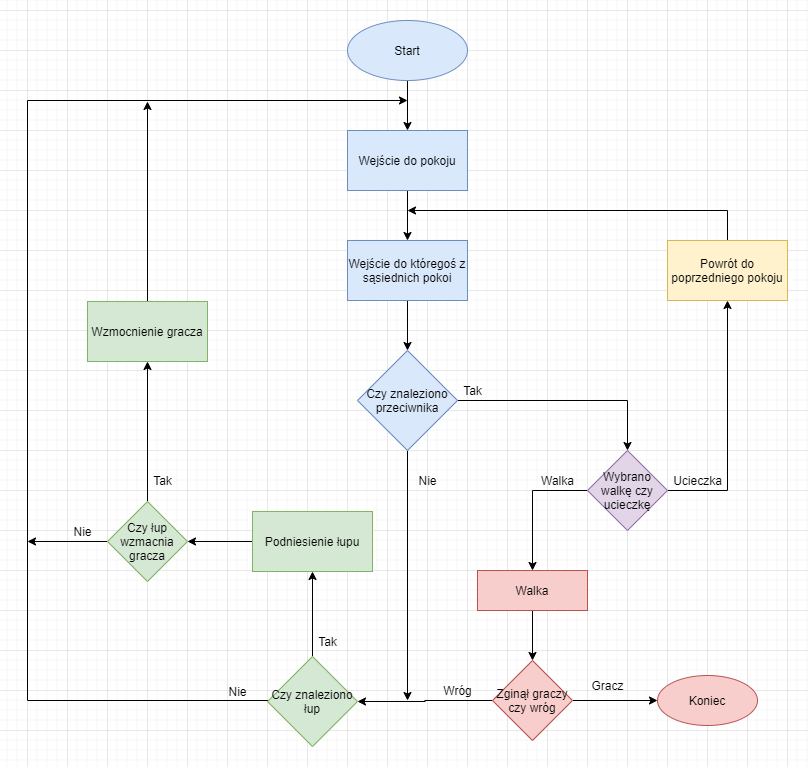 Start
Wejście do pokoju
Wejście do któregoś z
sąsiednich pokoi
Powrót do
poprzedniego pokoju
Wzmocnienie gracza
Czy znaleziono
przeciwnika
Tak
Nie
Wybrano
walkę czy
ucieczkę
Walka
Ucieczka
Tak
Czy łup
wzmacnia
gracza
Nie
Podniesienie łupu
Walka
Tak
Czy znaleziono
łup
Nie
Wróg
Zginął graczy
czy wróg
Gracz
Koniec